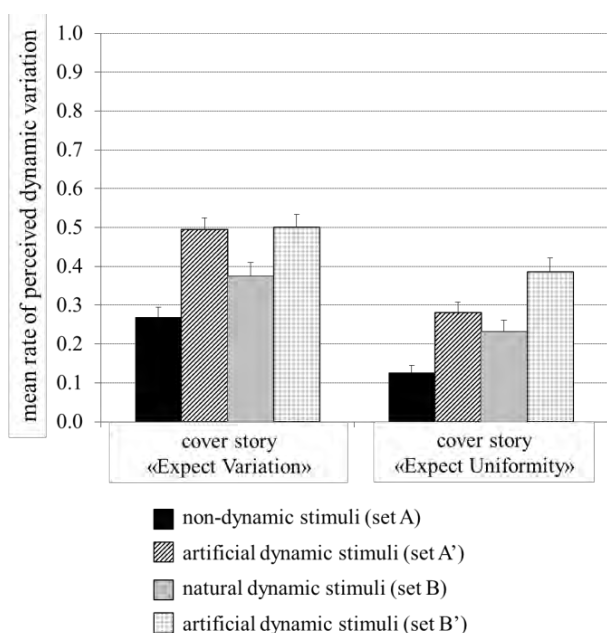 mean rate of perceived dynamic variation
1.0
0.9
0.8
0.7
0.6
0.5
0.4
0.3
0.2
0.1
0.0
cover story
«Expect Variation»
cover story
«Expect Uniformity»
non-dynamic stimuli (set A)
artificial dynamic stimuli (set A’)
natural dynamic stimuli (set B)
artificial dynamic stimuli (set B’)